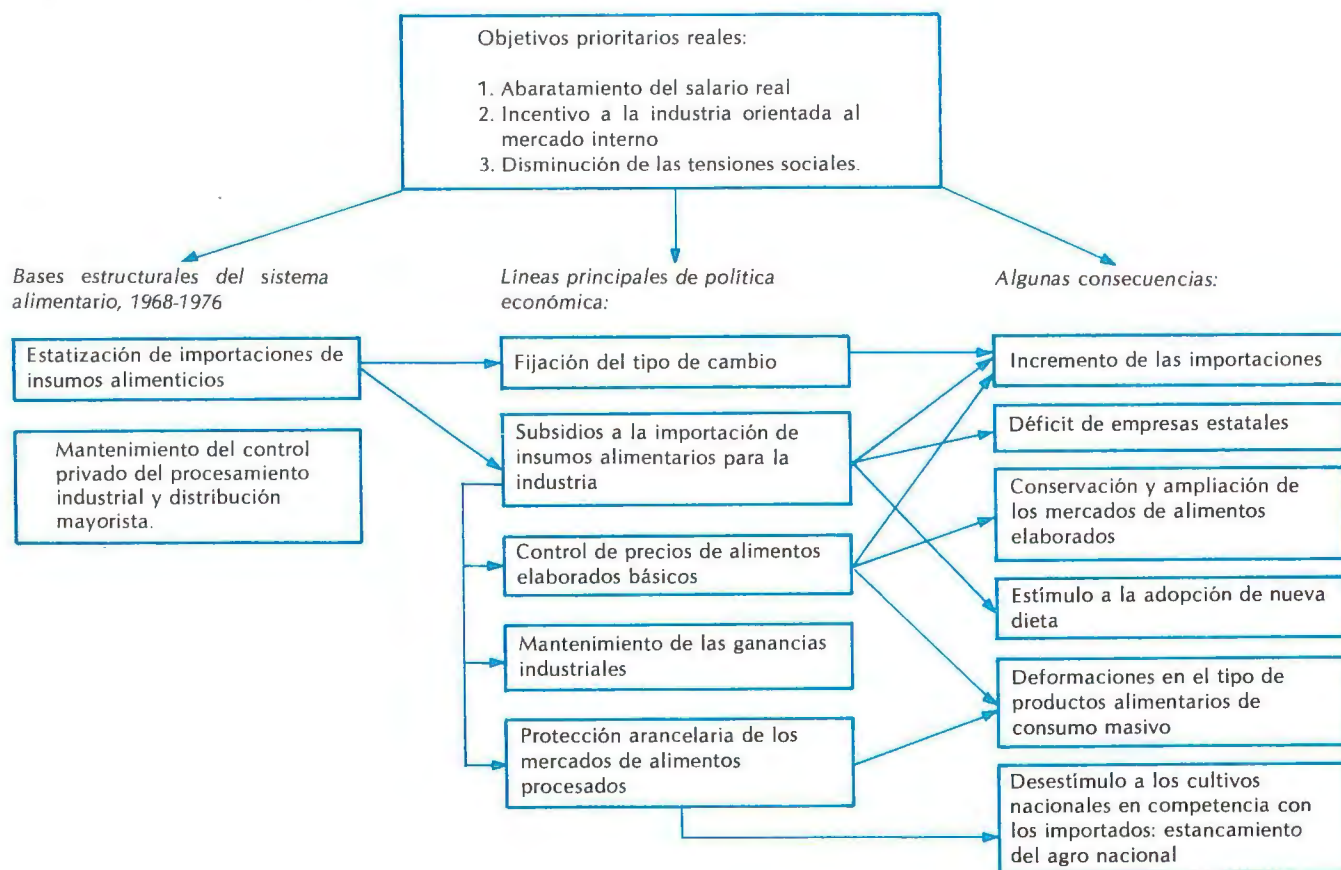 Objetivos prioritarios reales:
1. Abaratamiento del salario real
2. Incentivo a la industria orientada al
mercado interno
3. Disminución de las tensiones sociales.
Bases estructurales del sistema
alimentario, 1968-1976
Estatización de importaciones de
insumos alimenticios
Mantenimiento del control
privado del procesamiento
industrial y distribución
mayorista.
Líneas principales de política
económica:
Fijación del tipo de cambio
Subsidios a la importación de
insumos alimentarios para la
industria
Control de precios de alimentos
elaborados básicos
Mantenimiento de las ganancias
industriales
Protección arancelaria de los
mercados de alimentos
procesados
Algunas consecuencias:
Incremento de las importaciones
Déficit de empresas estatales
Conservación y ampliación de
los mercados de alimentos
elaborados
Estímulo a la adopción de nueva
dieta
Deformaciones en el tipo de
productos alimentarios de
consumo masivo
Desestímulo a los cultivos
nacionales en competencia con
los importados: estancamiento
del agro nacional